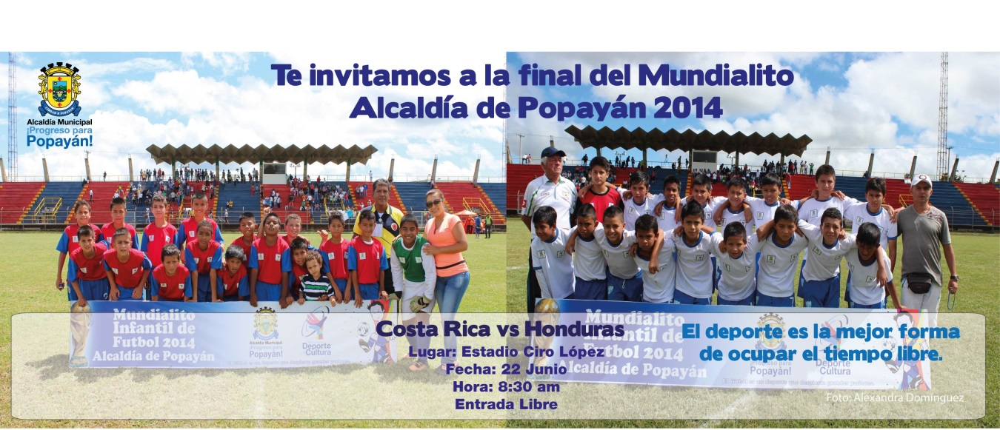 Te invitamos a la final del Mundialito
Alcaldía de Popayán 2014
Alcaldía Municipal
¡Progreso para
Popayán!
Mundialito
Infantil de
Futbol 2014
Alcaldía de Popayán
Alcaldía Municipal
¡Progreso para
Popayán!
Deporte
Cultura
Costa Rica vs Honduras
Lugar: Estadio Ciro López
Fecha: 22 Junio
Hora: 8:30 am
Entrada Libre
Mundialito
Infantil de
Futbol 2014
Alcaldía de Popayán
Popayán!
Deporte
Cultura
El deporte es la mejor forma
de ocupar el tiempo libre.
Foto: Alexandra Domínguez